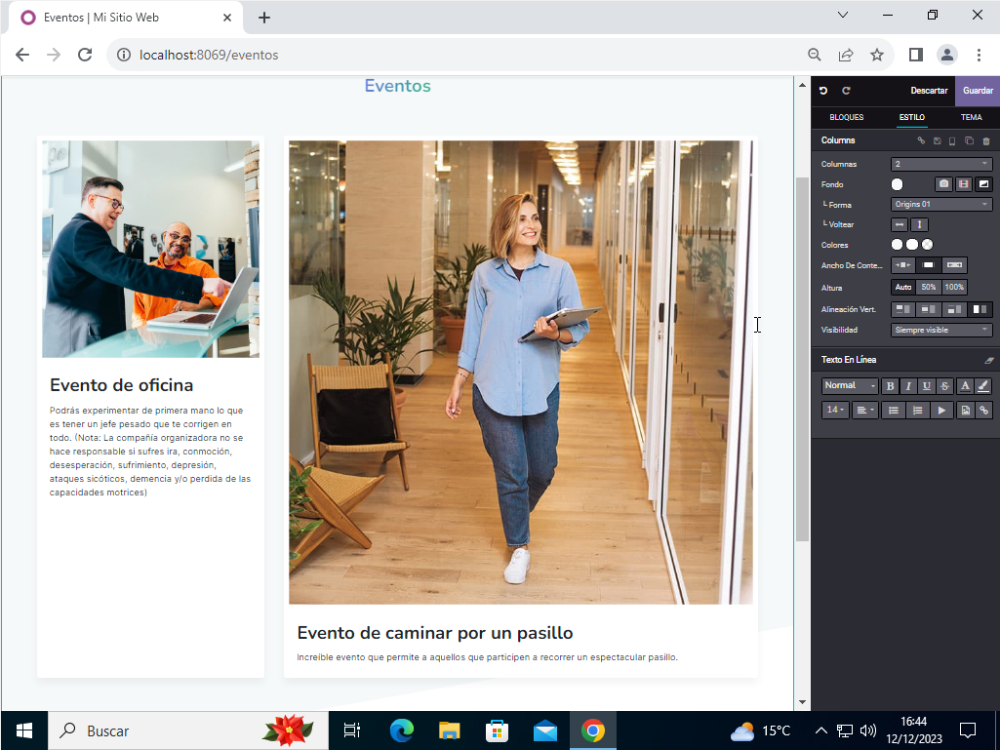 Eventos | Mi Sitio Web
localhost:8069/eventos
Eventos
Evento de oficina
Podrás experimentar de primera mano lo que
es tener un jefe pesado que te corrigen en
todo. (Nota: La compañía organizadora no se
hace responsable si sufres ira, conmoción,
desesperación, sufrimiento, depresión,
ataques sicóticos, demencia y/o perdida de las
capacidades motrices)
Evento de caminar por un pasillo
Increible evento que permite a aquellos que participen a recorrer un espectacular pasillo.
Descartar Guardar
BLOQUES ESTILO TEMA
Columns
Columnas 2
Fondo
Forma Origins 01
Voltear
Colores
Ancho De Conte...
Altura Auto 50% 100%
Alineación Vert.
Visibilidad Siempre visible
Texto En Línea
Normal B I U S A
14
Buscar
15°C
16:44
12/12/2023